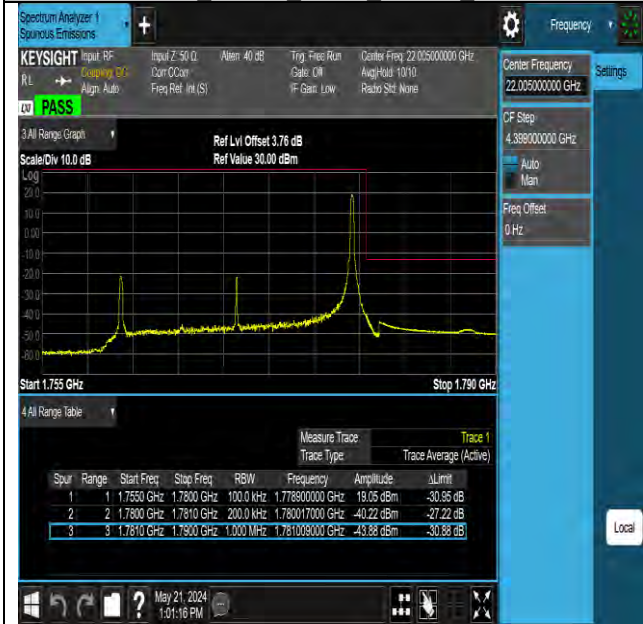 Spectrum Analyzer 1
Spurious Emissions
+
Frequency
KEYSIGHT Input: RF Input Z: 50 Ω Atten: 40 dB Trig: Free Run Center Freq: 22.005000000 GHz
RL Coupling: DC Corr CCorr Gate: Off Avg|Hold: 10/10
Align: Auto Freq Ref: Int (S) IF Gain: Low Radio Std: None
LXI PASS
3 All Range Graph
Ref Lvl Offset 3.76 dB
Scale/Div 10.0 dB Ref Value 30.00 dBm
Log
20.0
10.0
0.00
-10.0
-20.0
-30.0
-40.0
-50.0
-60.0
Start 1.755 GHz Stop 1.790 GHz
4 All Range Table
Measure Trace Trace 1
Trace Type Trace Average (Active)
Spur Range Start Freq Stop Freq RBW Frequency Amplitude ΔLimit
1 1 1.7550 GHz 1.7800 GHz 100.0 kHz 1.778900000 GHz 19.05 dBm -30.95 dB
2 2 1.7800 GHz 1.7810 GHz 200.0 kHz 1.780017000 GHz -40.22 dBm -27.22 dB
3 3 1.7810 GHz 1.7900 GHz 1.000 MHz 1.781009000 GHz -43.88 dBm -30.88 dB
Center Frequency
22.005000000 GHz
Settings
CF Step
4.399000000 GHz
Auto
Man
Freq Offset
0 Hz
Local
?
May 21, 2024
1:01:16 PM